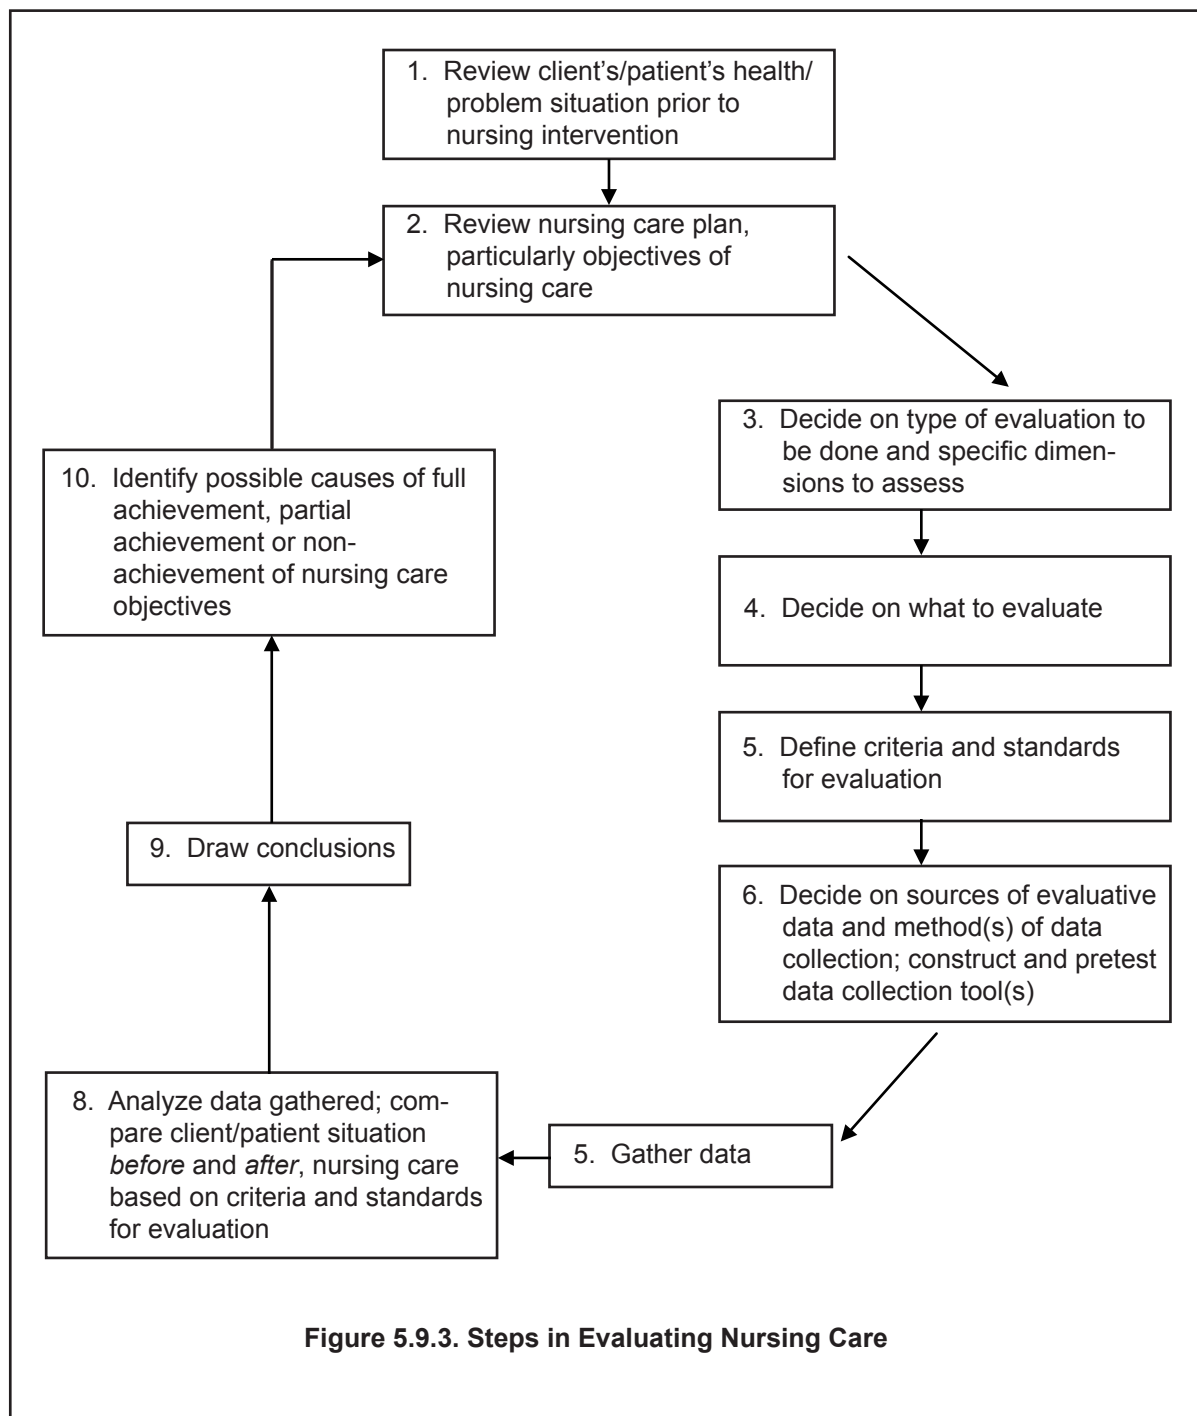 1. Review client's/patient's health/
problem situation prior to
nursing intervention
2. Review nursing care plan,
particularly objectives of
nursing care
3. Decide on type of evaluation to
be done and specific dimen-
sions to assess
4. Decide on what to evaluate
5. Define criteria and standards
for evaluation
6. Decide on sources of evaluative
data and method(s) of data
collection; construct and pretest
data collection tool(s)
5. Gather data
8. Analyze data gathered; com-
pare client/patient situation
before and after, nursing care
based on criteria and standards
for evaluation
9. Draw conclusions
10. Identify possible causes of full
achievement, partial
achievement or non-
achievement of nursing care
objectives
Figure 5.9.3. Steps in Evaluating Nursing Care